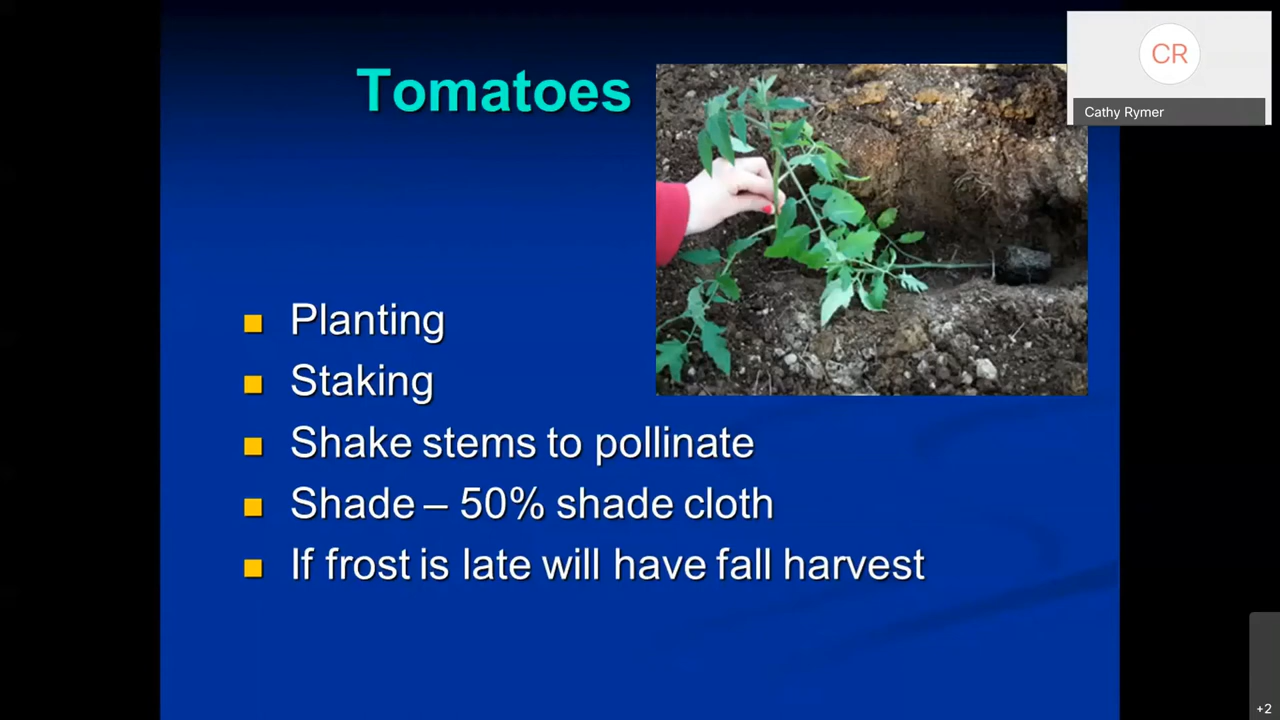 Tomatoes
CR
Cathy Rymer
Planting
Staking
Shake stems to pollinate
Shade – 50% shade cloth
If frost is late will have fall harvest
+2